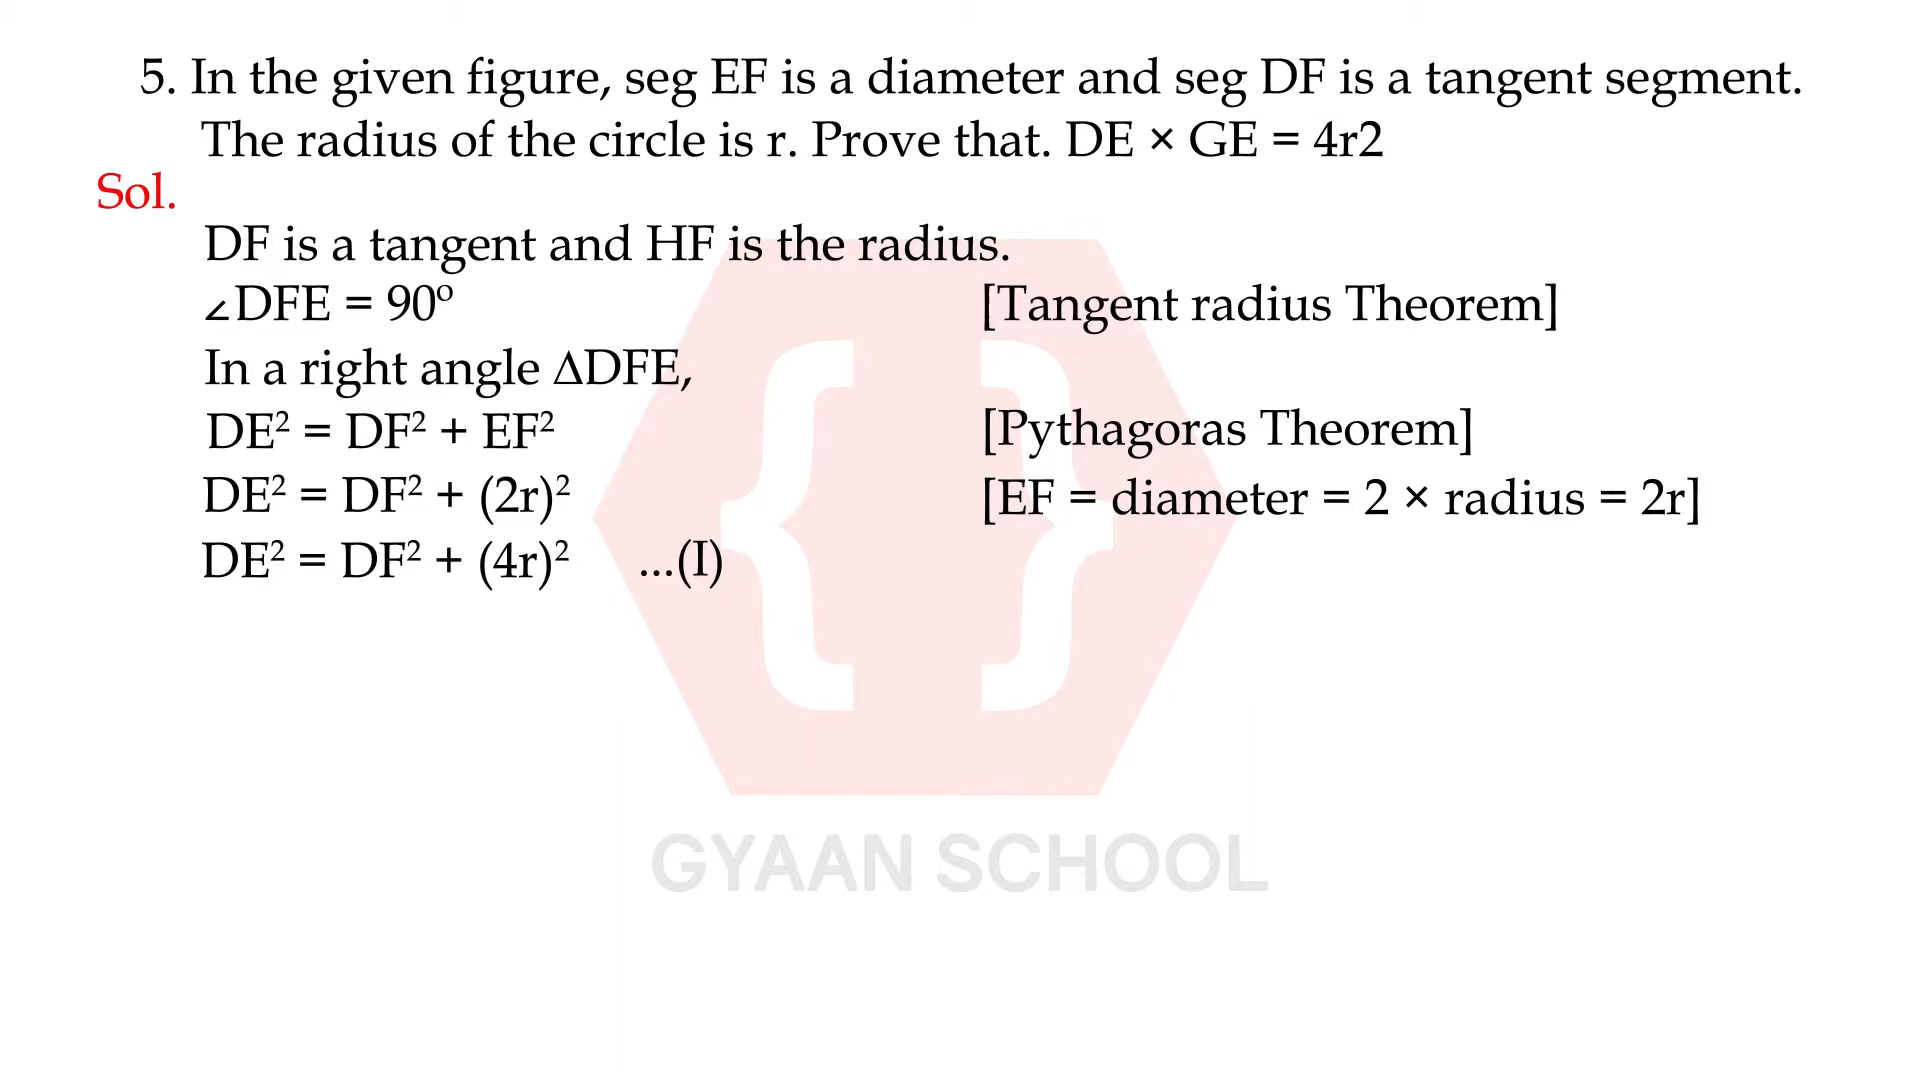 5. In the given figure, seg EF is a diameter and seg DF is a tangent segment.
The radius of the circle is r. Prove that. DE × GE = 4r2
Sol.
DF is a tangent and HF is the radius.
∠DFE = 90º [Tangent radius Theorem]
In a right angle ΔDFE,
DE² = DF² + EF² [Pythagoras Theorem]
DE² = DF² + (2r)² [EF = diameter = 2 × radius = 2r]
DE² = DF² + (4r)² ...(I)
GYAAN SCHOOL